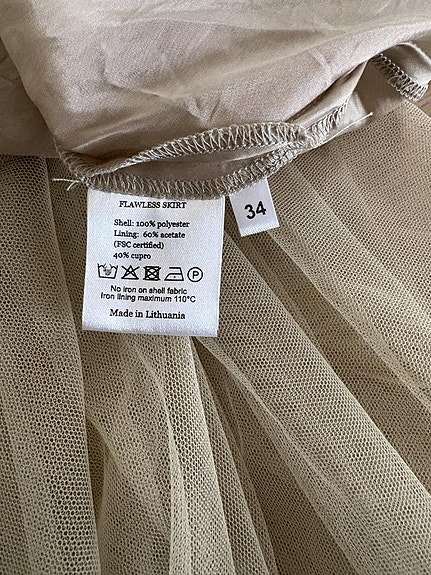 FLAWLESS SKIRT
Shell: 100% polyester
Lining: 60% acetate
(FSC certified)
40% cupro
P
No iron on shell fabric
Iron lining maximum 110°C
Made in Lithuania
34